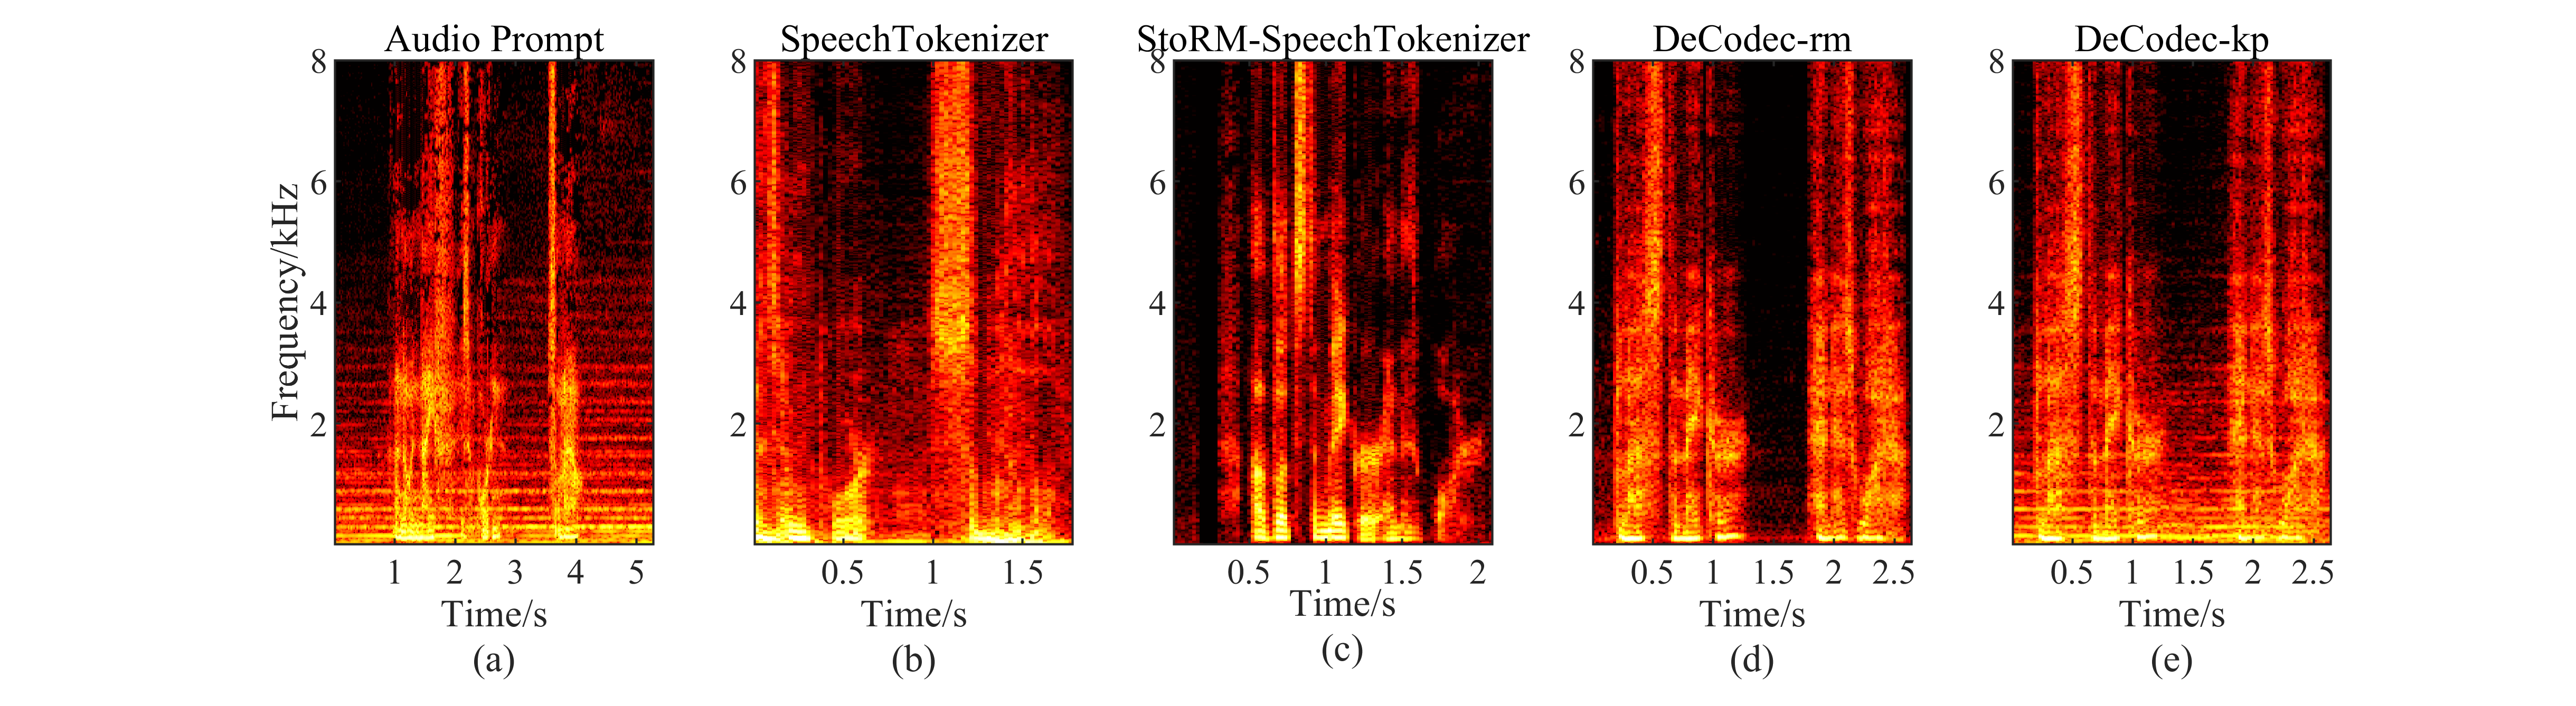 Audio Prompt
SpeechTokenizer
StoRM-SpeechTokenizer
DeCodec-rm
DeCodec-kp
Frequency/kHz
8
6
4
2
1 2 3 4 5
Time/s
(a)
8
6
4
2
0.5 1 1.5
Time/s
(b)
8
6
4
2
0.5 1 1.5 2
Time/s
(c)
8
6
4
2
0.5 1 1.5 2 2.5
Time/s
(d)
8
6
4
2
0.5 1 1.5 2 2.5
Time/s
(e)